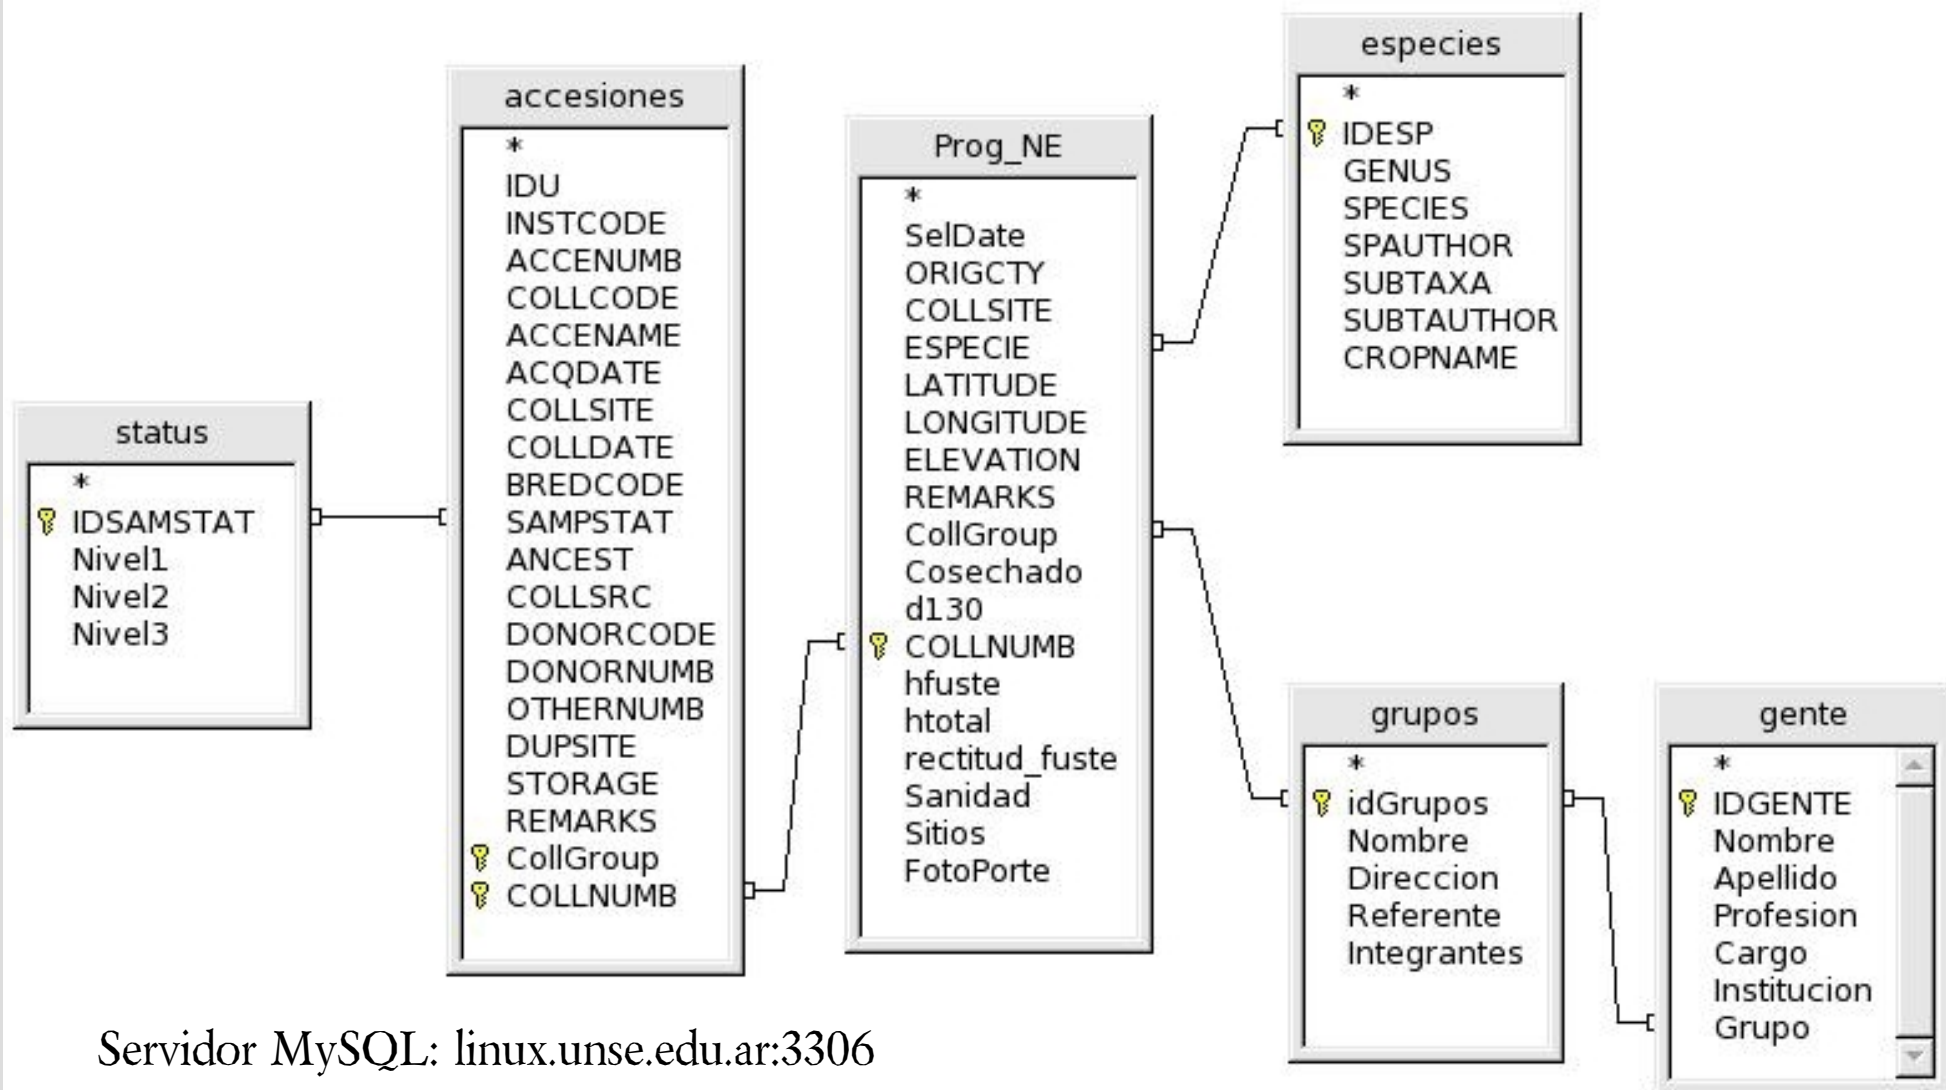 status
*
IDSAMSTAT
Nivel1
Nivel2
Nivel3
accesiones
*
IDU
INSTCODE
ACCENUMB
COLLCODE
ACCENAME
ACQDATE
COLLSITE
COLLDATE
BREDCODE
SAMPSTAT
ANCEST
COLLSRC
DONORCODE
DONORNUMB
OTHERNUMB
DUPSITE
STORAGE
REMARKS
CollGroup
COLLNUMB
Prog_NE
*
SelDate
ORIGCTY
COLLSITE
ESPECIE
LATITUDE
LONGITUDE
ELEVATION
REMARKS
CollGroup
Cosechado
d130
COLLNUMB
hfuste
htotal
rectitud_fuste
Sanidad
Sitios
FotoPorte
especies
*
IDESP
GENUS
SPECIES
SPAUTHOR
SUBTAXA
SUBTAUTHOR
CROPNAME
grupos
*
idGrupos
Nombre
Direccion
Referente
Integrantes
gente
*
IDGENTE
Nombre
Apellido
Profesion
Cargo
Institucion
Grupo
Servidor MySQL: linux.unse.edu.ar:3306